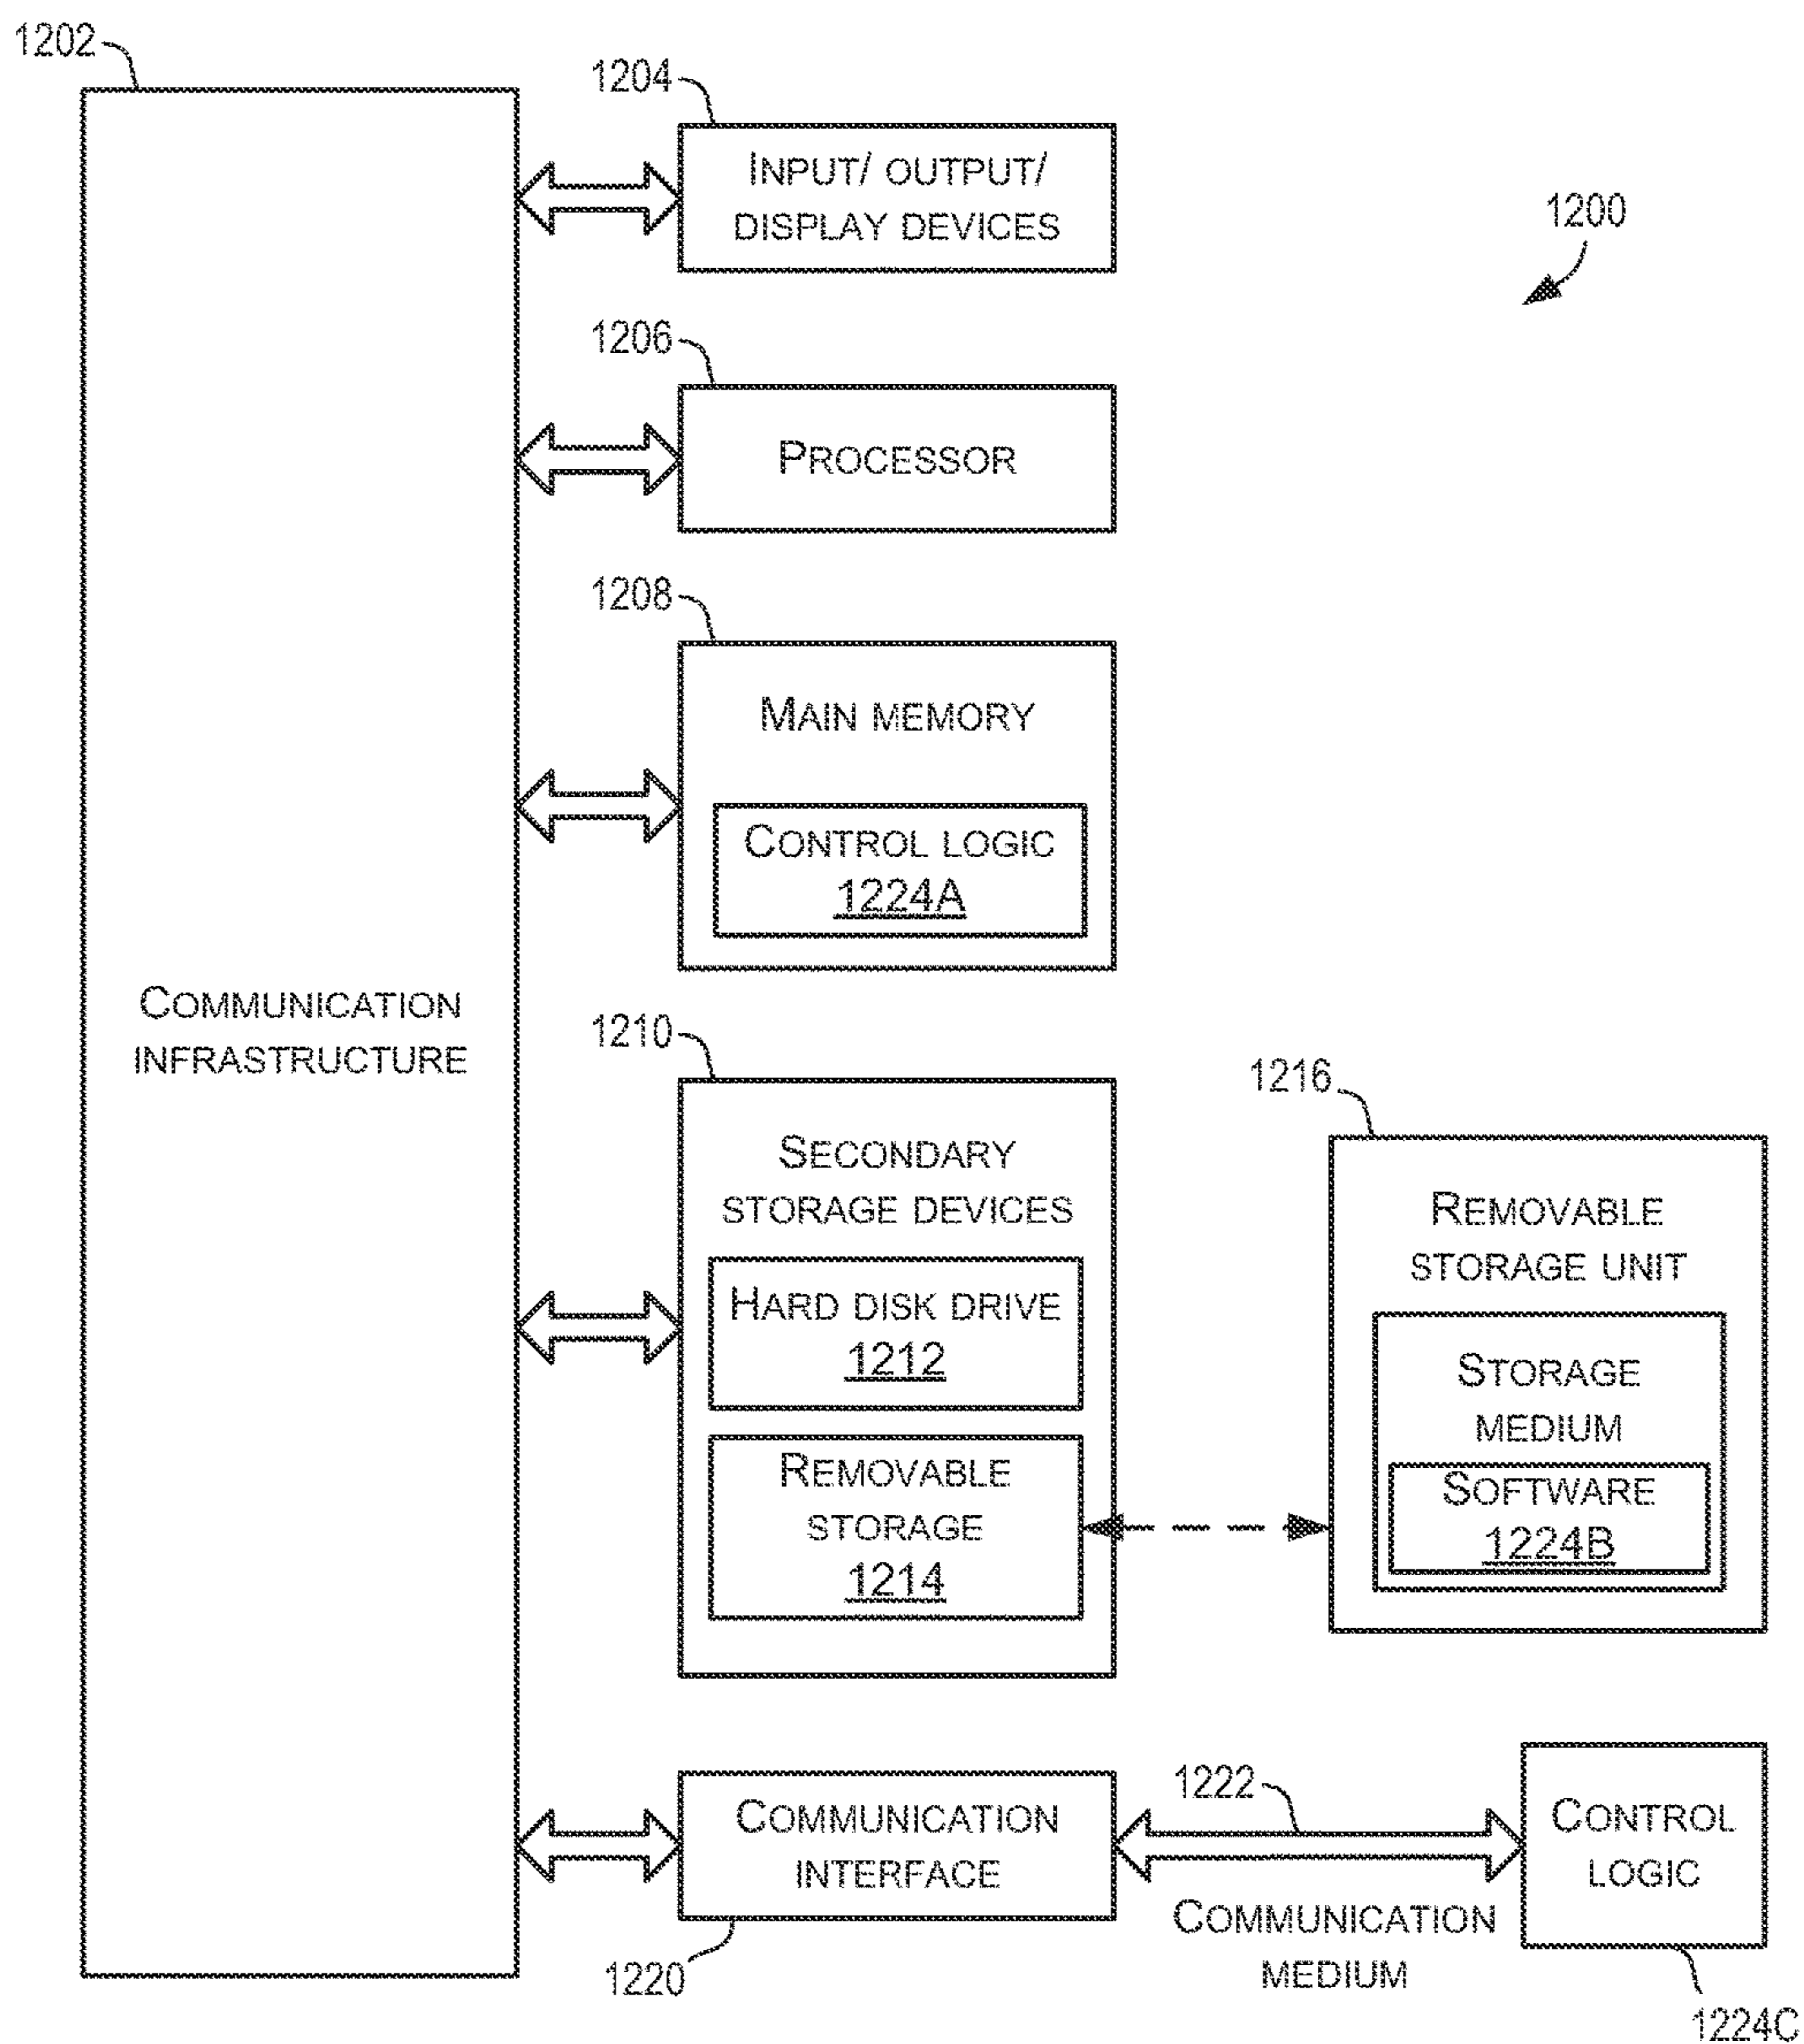 1202
1204
INPUT/ OUTPUT/
DISPLAY DEVICES
1200
1206
PROCESSOR
1208
MAIN MEMORY
CONTROL LOGIC
1224A
COMMUNICATION
INFRASTRUCTURE
1210
SECONDARY
STORAGE DEVICES
HARD DISK DRIVE
1212
REMOVABLE
STORAGE
1214
1216
REMOVABLE
STORAGE UNIT
STORAGE
MEDIUM
SOFTWARE
1224B
COMMUNICATION
INTERFACE
1220
1222
COMMUNICATION
MEDIUM
CONTROL
LOGIC
1224C